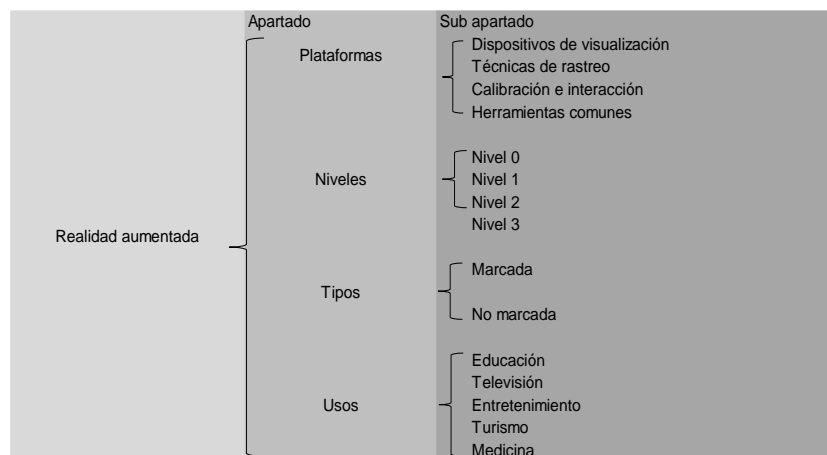 Apartado
Sub apartado
Realidad aumentada
Plataformas
Dispositivos de visualización
Técnicas de rastreo
Calibración e interacción
Herramientas comunes
Niveles
Nivel 0
Nivel 1
Nivel 2
Nivel 3
Tipos
Marcada
No marcada
Usos
Educación
Televisión
Entretenimiento
Turismo
Medicina